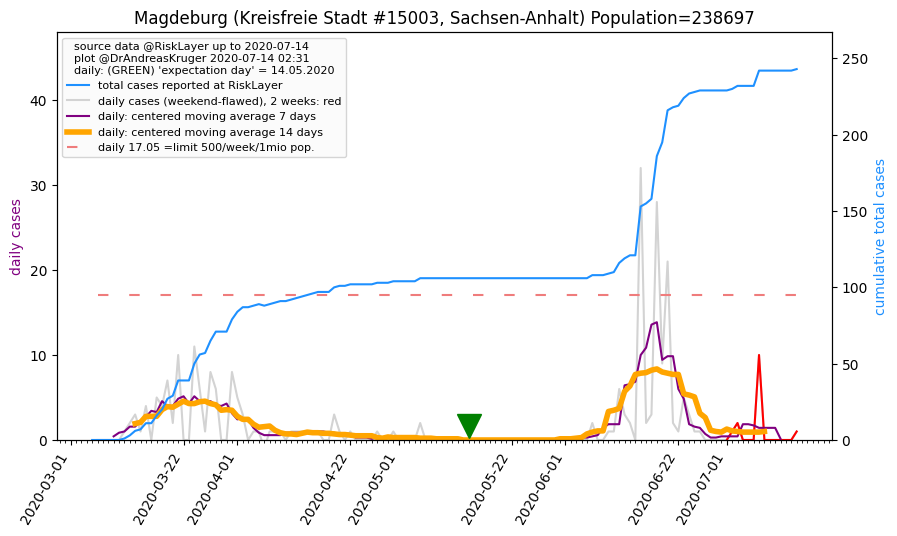 Magdeburg (Kreisfreie Stadt #15003, Sachsen-Anhalt) Population=238697
source data @RiskLayer up to 2020-07-14
plot @DrAndreasKruger 2020-07-14 02:31
daily: (GREEN) 'expectation day' = 14.05.2020
total cases reported at RiskLayer
daily cases (weekend-flawed), 2 weeks: red
daily: centered moving average 7 days
daily: centered moving average 14 days
daily 17.05 =limit 500/week/1mio pop.
daily cases
40
30
20
10
0
cumulative total cases
250
200
150
100
50
0
2020-03-01
2020-03-22
2020-04-01
2020-04-22
2020-05-01
2020-05-22
2020-06-01
2020-06-22
2020-07-01